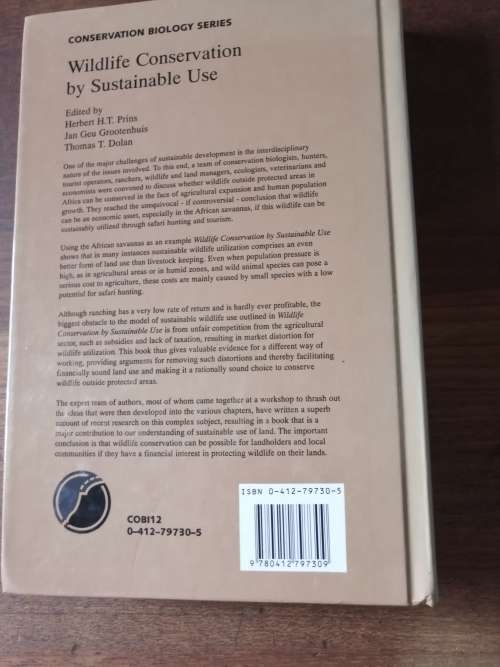 CONSERVATION BIOLOGY SERIES
Wildlife Conservation
by Sustainable Use
Edited by
Herbert H.T. Prins
Jan Geu Grootenhuis
Thomas T. Dolan
One of the major challenges of sustainable development is the interdisciplinary
nature of the issues involved. To this end, a team of conservation biologists, hunters,
tourist operators, ranchers, wildlife and land managers, ecologists, veterinarians and
economists were convened to discuss whether wildlife outside protected areas in
Africa can be conserved in the face of agricultural expansion and human population
growth. They reached the unequivocal - if controversial - conclusion that wildlife
can be an economic asset, especially in the African savannas, if this wildlife can be
sustainably utilized through safari hunting and tourism.
Using the African savannas as an example Wildlife Conservation by Sustainable Use
shows that in many instances sustainable wildlife utilization comprises an even
better form of land use than livestock keeping. Even when population pressure is
high, as in agricultural areas or in humid zones, and wild animal species can pose a
serious cost to agriculture, these costs are mainly caused by small species with a low
potential for safari hunting.
Although ranching has a very low rate of return and is hardly ever profitable, the
biggest obstacle to the model of sustainable wildlife use outlined in Wildlife
Conservation by Sustainable Use is from unfair competition from the agricultural
sector, such as subsidies and lack of taxation, resulting in market distortion for
wildlife utilization. This book thus gives valuable evidence for a different way of
working, providing arguments for removing such distortions and thereby facilitating
financially sound land use and making it a rationally sound choice to conserve
wildlife outside protected areas.
The expert team of authors, most of whom came together at a workshop to thrash out
the ideas that were then developed into the various chapters, have written a superb
account of recent research on this complex subject, resulting in a book that is a
major contribution to our understanding of sustainable use of land. The important
conclusion is that wildlife conservation can be possible for landholders and local
communities if they have a financial interest in protecting wildlife on their lands.
COBI12
0-412-79730-5
ISBN 0-412-79730-5
9 780412 797309